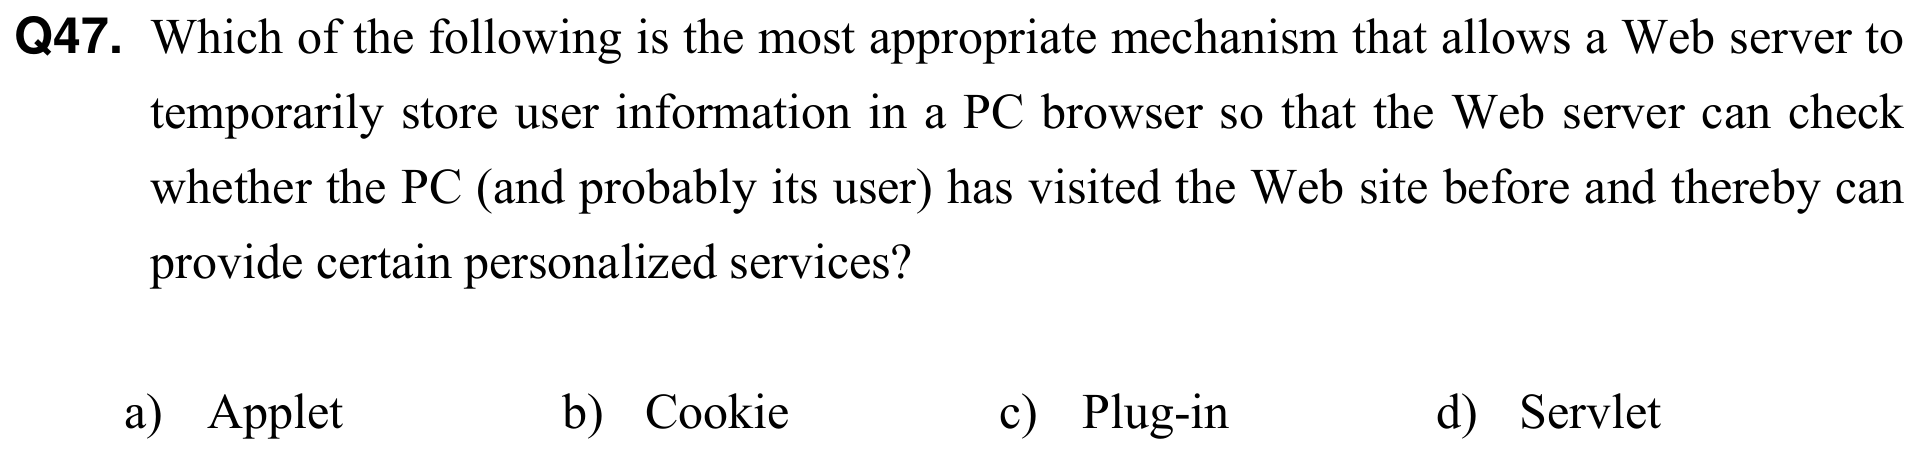 Q47. Which of the following is the most appropriate mechanism that allows a Web server to
temporarily store user information in a PC browser so that the Web server can check
whether the PC (and probably its user) has visited the Web site before and thereby can
provide certain personalized services?
a) Applet b) Cookie c) Plug-in d) Servlet